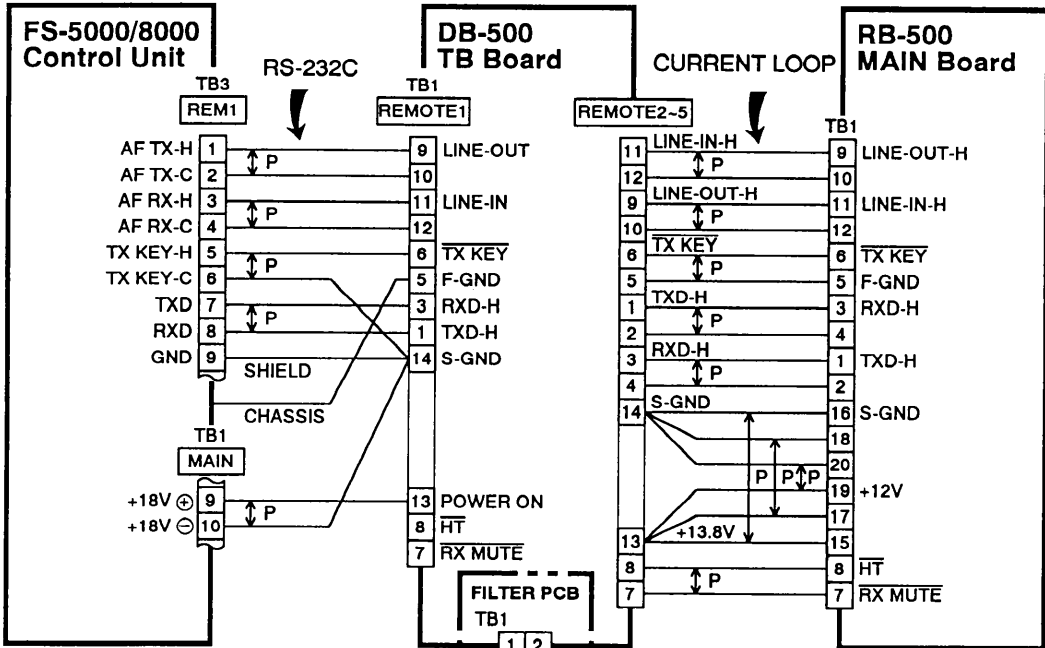 FS-5000/8000
Control Unit
DB-500
TB Board
RB-500
MAIN Board
RS-232C
CURRENT LOOP
TB3
REM1
TB1
REMOTE1
REMOTE2~5
TB1
AF TX-H 1 P 9 LINE-OUT
AF TX-C 2 10
AF RX-H 3 P 11 LINE-IN
AF RX-C 4 12
TX KEY-H 5 P 6 TX KEY
TX KEY-C 6 5 F-GND
TXD 7 P 3 RXD-H
RXD 8 1 TXD-H
GND 9 14 S-GND
SHIELD
CHASSIS
TB1
MAIN
+18V ⊕ 9 P 13 POWER ON
+18V ⊖ 10 8 HT
7 RX MUTE
FILTER PCB
TB1
1 2
11 LINE-IN-H P 9 LINE-OUT-H
12 10
9 LINE-OUT-H P 11 LINE-IN-H
10 12
6 TX KEY P 6 TX KEY
5 5 F-GND
1 TXD-H P 3 RXD-H
2 4
3 RXD-H P 1 TXD-H
4 2
14 S-GND 16 S-GND
18
20
P P P
19 +12V
17
13 +13.8V 15
8 P 8 HT
7 7 RX MUTE